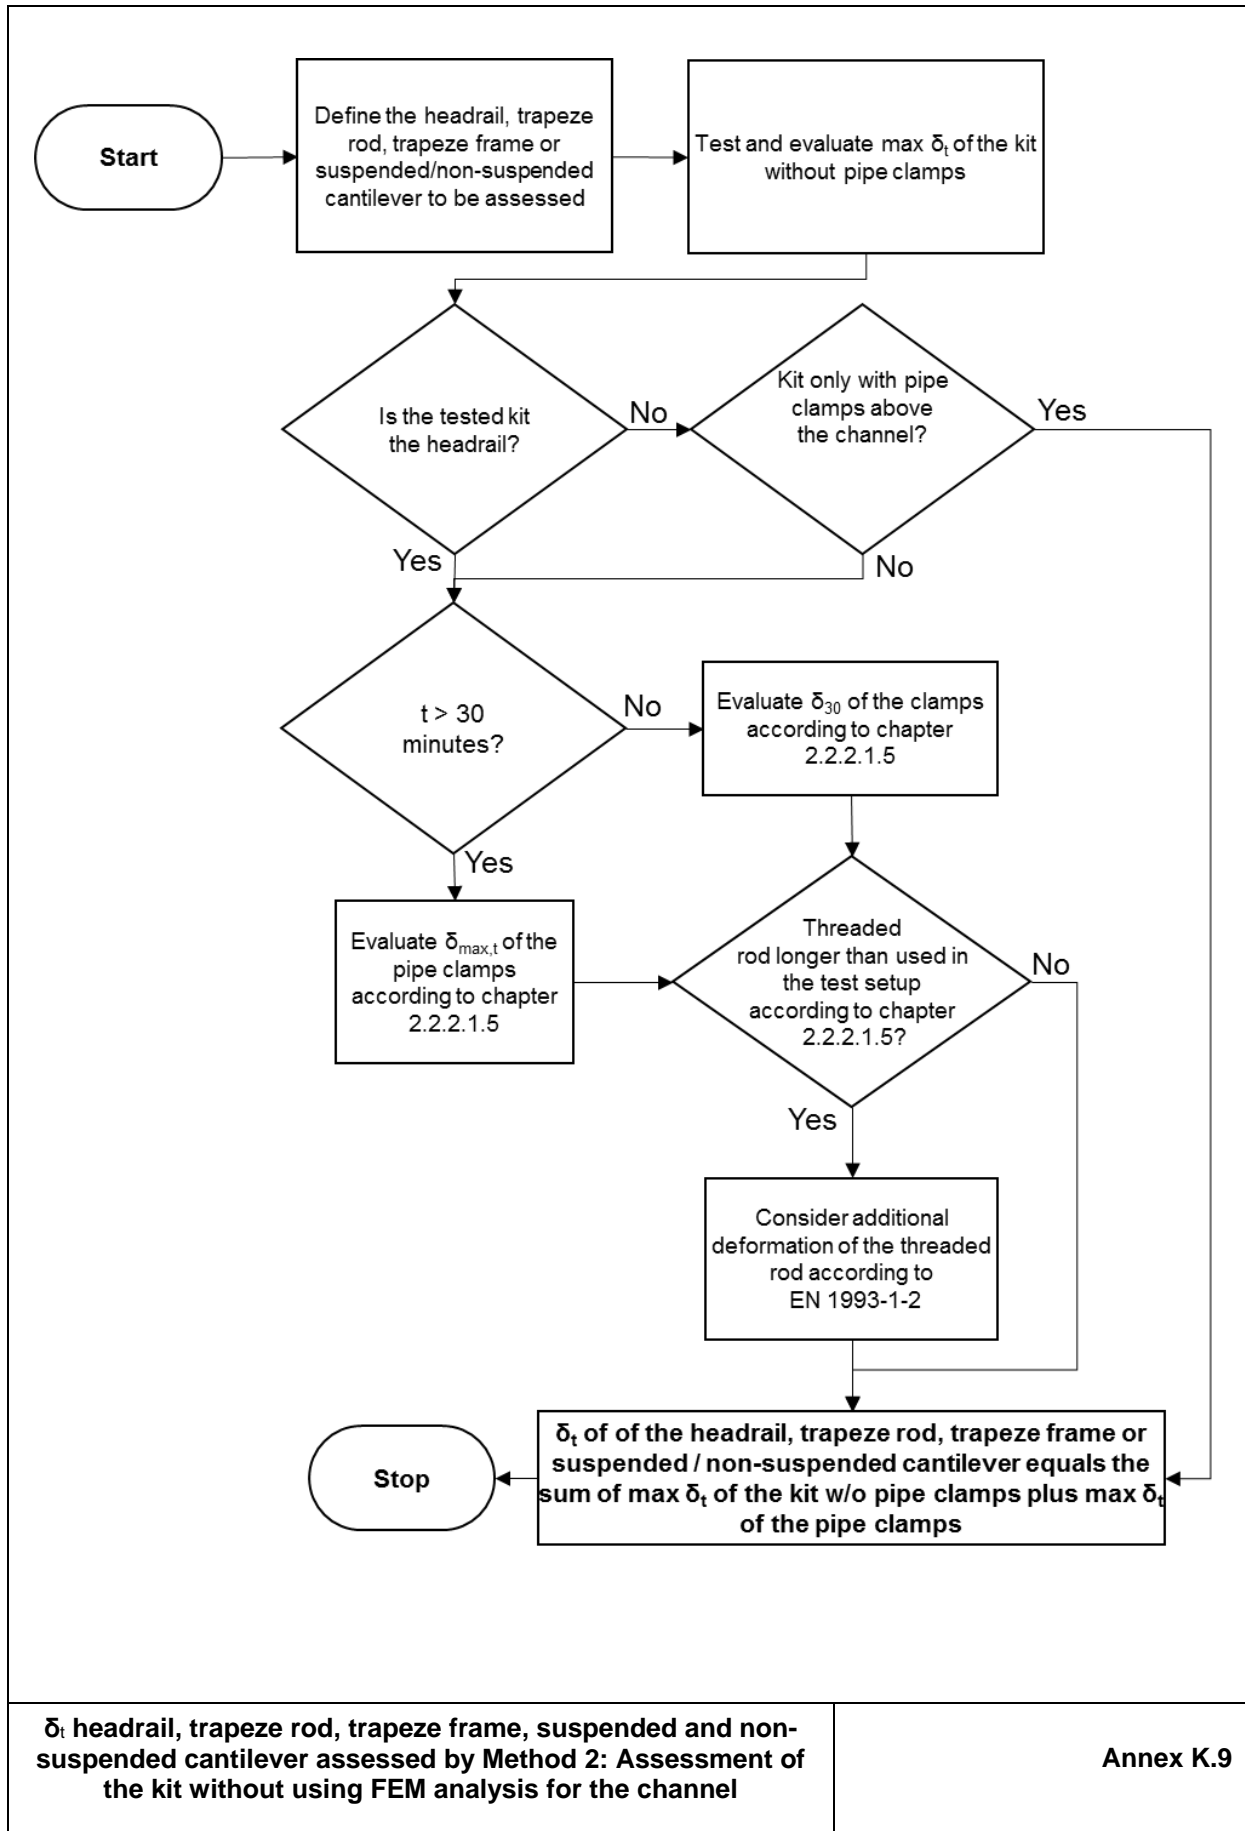 Start
Define the headrail, trapeze
rod, trapeze frame or
suspended/non-suspended
cantilever to be assessed
Test and evaluate max δt of the kit
without pipe clamps
Is the tested kit
the headrail?
No
Kit only with pipe
clamps above
the channel?
Yes
Yes
No
t > 30
minutes?
No
Evaluate δ30 of the clamps
according to chapter
2.2.2.1.5
Yes
Evaluate δmax,t of the
pipe clamps
according to chapter
2.2.2.1.5
Threaded
rod longer than used in
the test setup
according to chapter
2.2.2.1.5?
No
Yes
Consider additional
deformation of the threaded
rod according to
EN 1993-1-2
δt of of the headrail, trapeze rod, trapeze frame or
suspended / non-suspended cantilever equals the
sum of max δt of the kit w/o pipe clamps plus max δt
of the pipe clamps
Stop
δt headrail, trapeze rod, trapeze frame, suspended and non-
suspended cantilever assessed by Method 2: Assessment of
the kit without using FEM analysis for the channel
Annex K.9